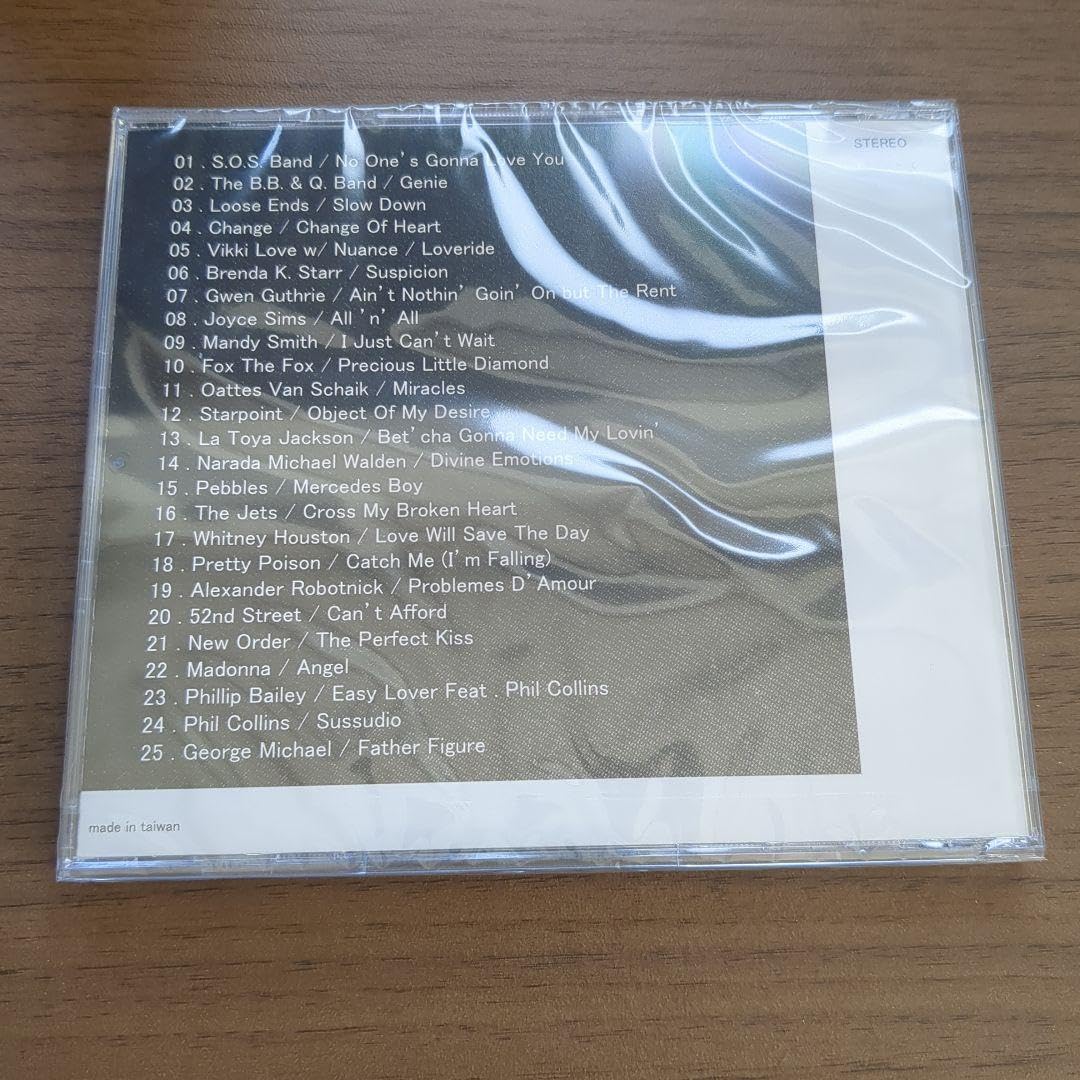 STEREO
01 . S.O.S. Band / No One's Gonna Love You
02 . The B.B. & Q. Band / Genie
03 . Loose Ends / Slow Down
04 . Change / Change Of Heart
05 . Vikki Love w/ Nuance / Loveride
06 . Brenda K. Starr / Suspicion
07 . Gwen Guthrie / Ain't Nothin' Goin' On but The Rent
08 . Joyce Sims / All 'n' All
09 . Mandy Smith / I Just Can't Wait
10 . Fox The Fox / Precious Little Diamond
11 . Oattes Van Schaik / Miracles
12 . Starpoint / Object Of My Desire
13 . La Toya Jackson / Bet'cha Gonna Need My Lovin'
14 . Narada Michael Walden / Divine Emotions
15 . Pebbles / Mercedes Boy
16 . The Jets / Cross My Broken Heart
17 . Whitney Houston / Love Will Save The Day
18 . Pretty Poison / Catch Me (I'm Falling)
19 . Alexander Robotnick / Problemes D'Amour
20 . 52nd Street / Can't Afford
21 . New Order / The Perfect Kiss
22 . Madonna / Angel
23 . Phillip Bailey / Easy Lover Feat . Phil Collins
24 . Phil Collins / Sussudio
25 . George Michael / Father Figure
made in taiwan